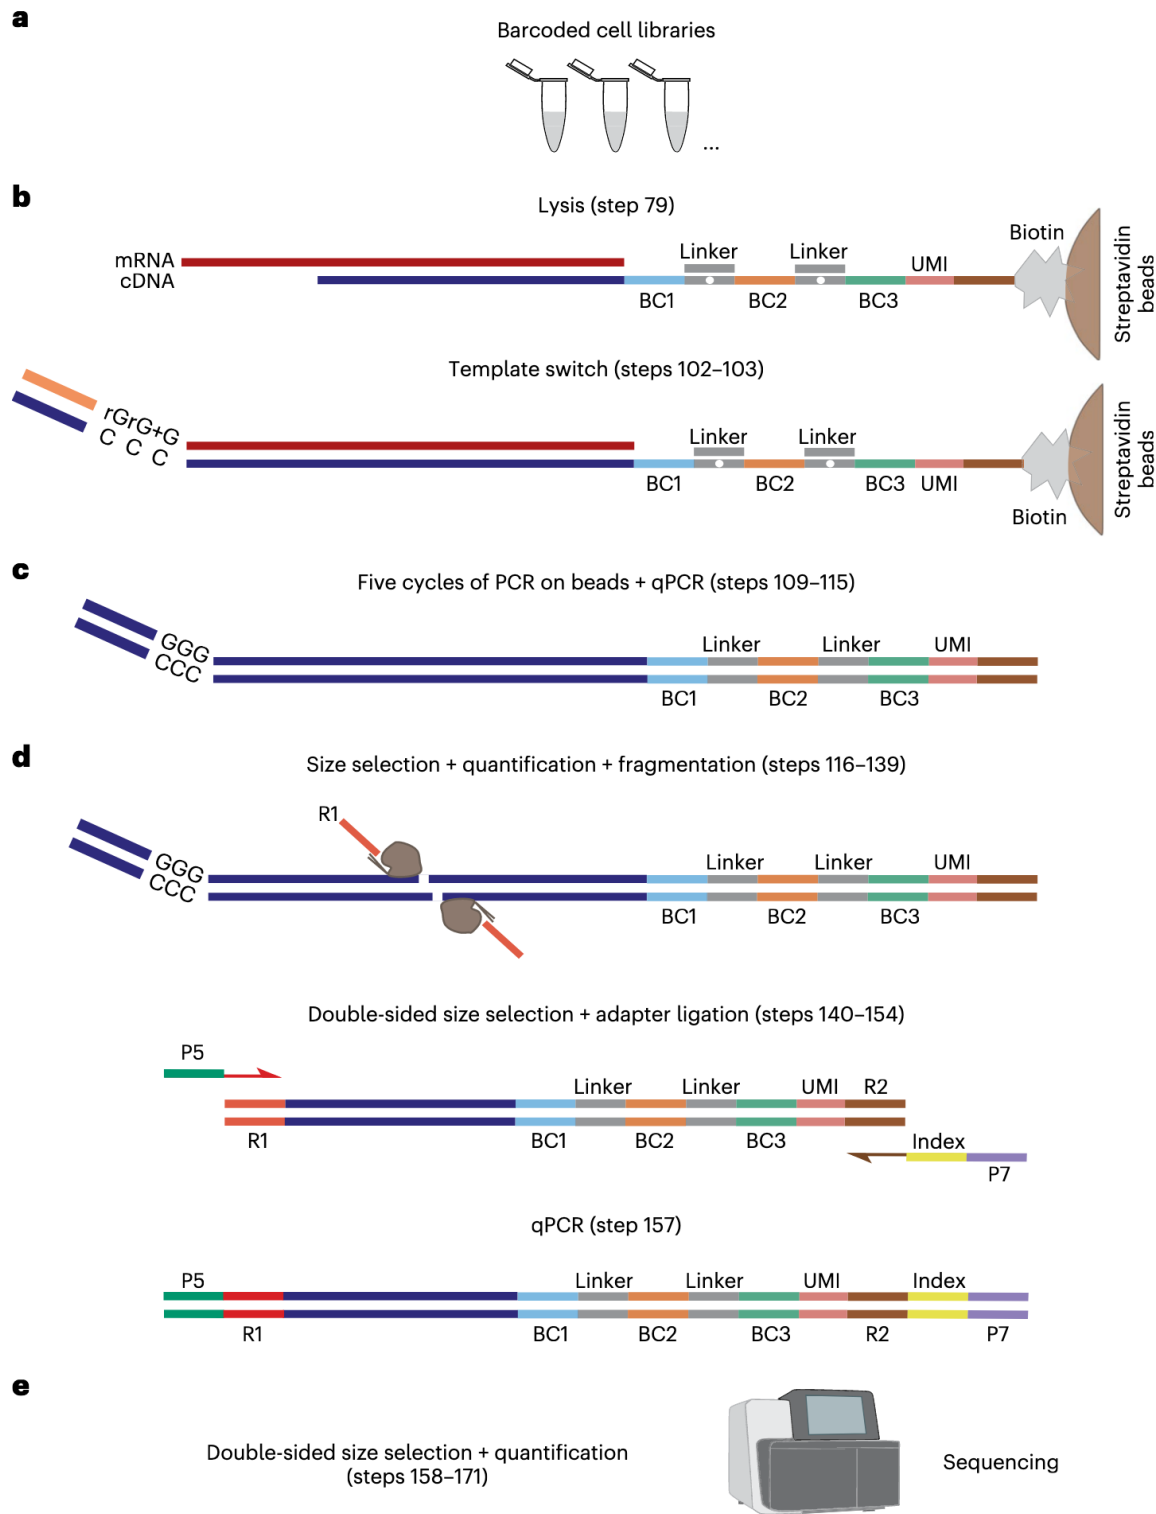 a
Barcoded cell libraries
...
b
Lysis (step 79)
mRNA
cDNA
Linker
Linker
UMI
Biotin
BC1
BC2
BC3
Streptavidin
beads
Template switch (steps 102–103)
rGrG+G
C C C
Linker
Linker
BC1
BC2
BC3
UMI
Biotin
Streptavidin
beads
c
Five cycles of PCR on beads + qPCR (steps 109–115)
GGG
CCC
Linker
Linker
UMI
BC1
BC2
BC3
d
Size selection + quantification + fragmentation (steps 116–139)
R1
GGG
CCC
Linker
Linker
UMI
BC1
BC2
BC3
Double-sided size selection + adapter ligation (steps 140–154)
P5
Linker
Linker
UMI
R2
R1
BC1
BC2
BC3
Index
P7
qPCR (step 157)
P5
Linker
Linker
UMI
Index
R1
BC1
BC2
BC3
R2
P7
e
Double-sided size selection + quantification
(steps 158–171)
Sequencing